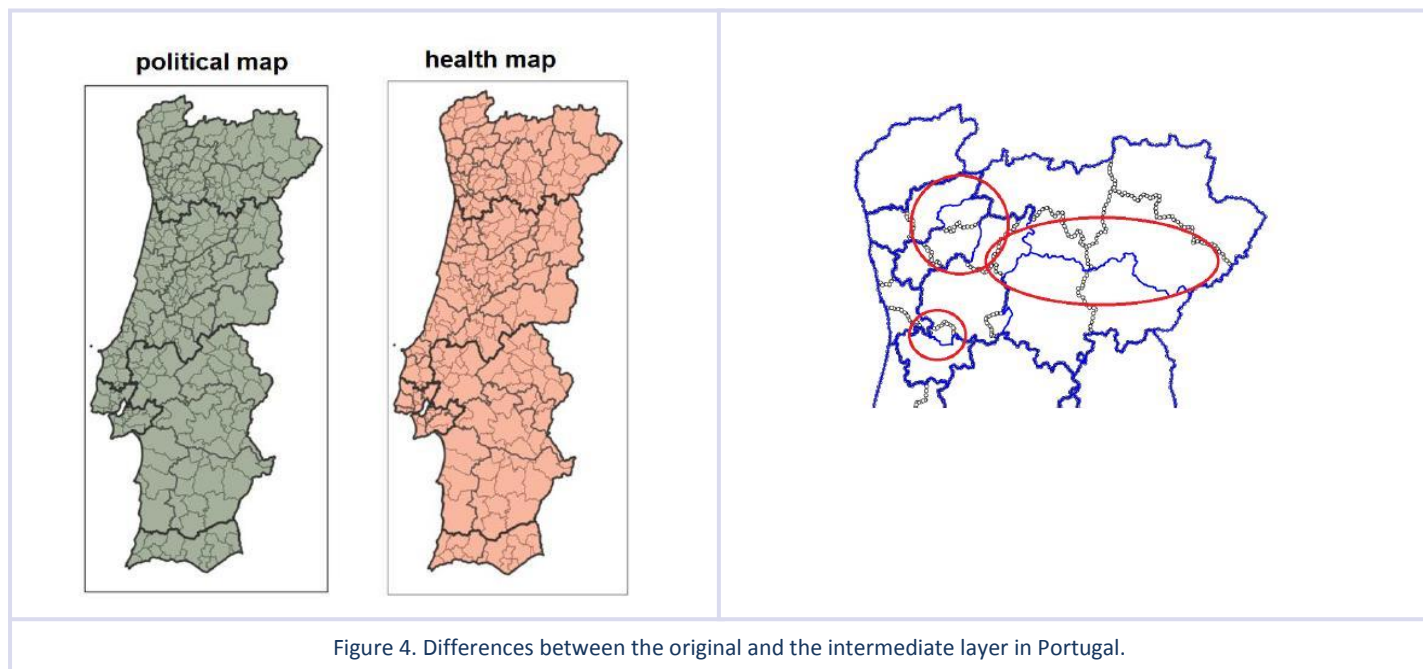 political map
health map
Figure 4. Differences between the original and the intermediate layer in Portugal.